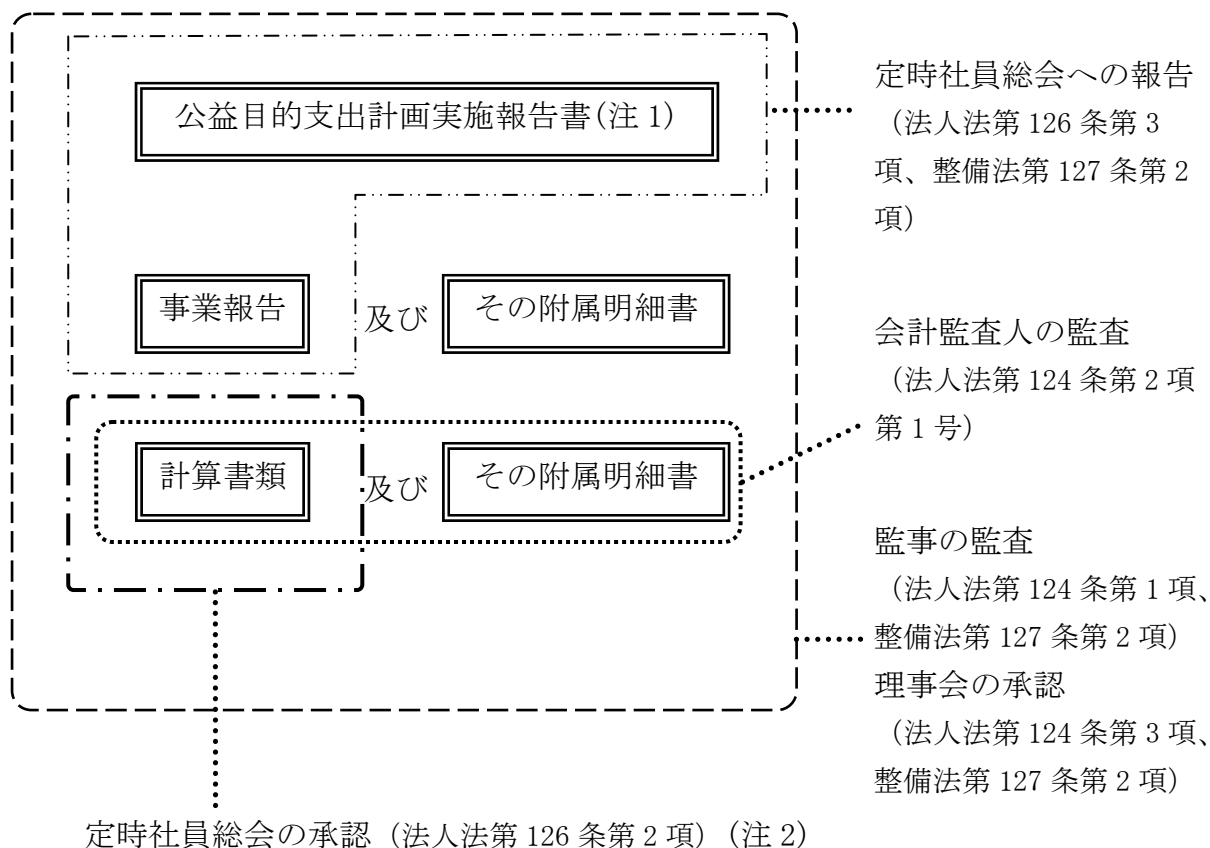 公益目的支出計画実施報告書(注 1)
定時社員総会への報告
（法人法第 126 条第 3
項、整備法第 127 条第 2
項）
事業報告 及び その附属明細書
会計監査人の監査
（法人法第 124 条第 2 項
第 1 号）
計算書類 及び その附属明細書
監事の監査
（法人法第 124 条第 1 項、
整備法第 127 条第 2 項）
理事会の承認
（法人法第 124 条第 3 項、
整備法第 127 条第 2 項）
定時社員総会の承認（法人法第 126 条第 2 項）(注 2)